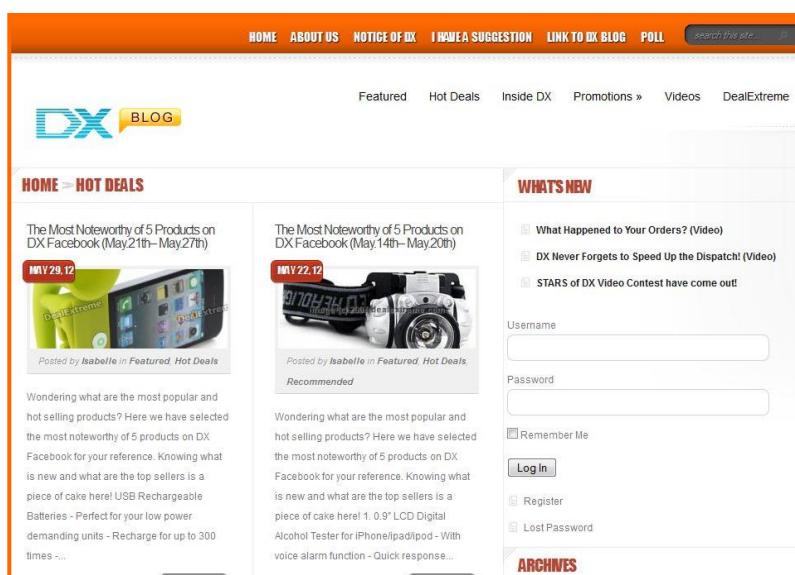 HOME ABOUT US NOTICE OF DX I HAVE A SUGGESTION LINK TO DX BLOG POLL search this site...
Featured Hot Deals Inside DX Promotions » Videos DealExtreme
DX BLOG
HOME > HOT DEALS
The Most Noteworthy of 5 Products on
DX Facebook (May.21th– May.27th)
MAY 29, 12
DealExtreme
DealExtreme
Posted by Isabelle in Featured, Hot Deals
Wondering what are the most popular and
hot selling products? Here we have selected
the most noteworthy of 5 products on DX
Facebook for your reference. Knowing what
is new and what are the top sellers is a
piece of cake here! USB Rechargeable
Batteries - Perfect for your low power
demanding units - Recharge for up to 300
times -...
The Most Noteworthy of 5 Products on
DX Facebook (May.14th– May.20th)
MAY 22, 12
HEADLIGHT
Posted by Isabelle in Featured, Hot Deals,
Recommended
Wondering what are the most popular and
hot selling products? Here we have selected
the most noteworthy of 5 products on DX
Facebook for your reference. Knowing what
is new and what are the top sellers is a
piece of cake here! 1. 0.9" LCD Digital
Alcohol Tester for iPhone/ipad/ipod - With
voice alarm function - Quick response...
WHAT'S NEW
What Happened to Your Orders? (Video)
DX Never Forgets to Speed Up the Dispatch! (Video)
STARS of DX Video Contest have come out!
Username
Password
Remember Me
Log In
Register
Lost Password
ARCHIVES